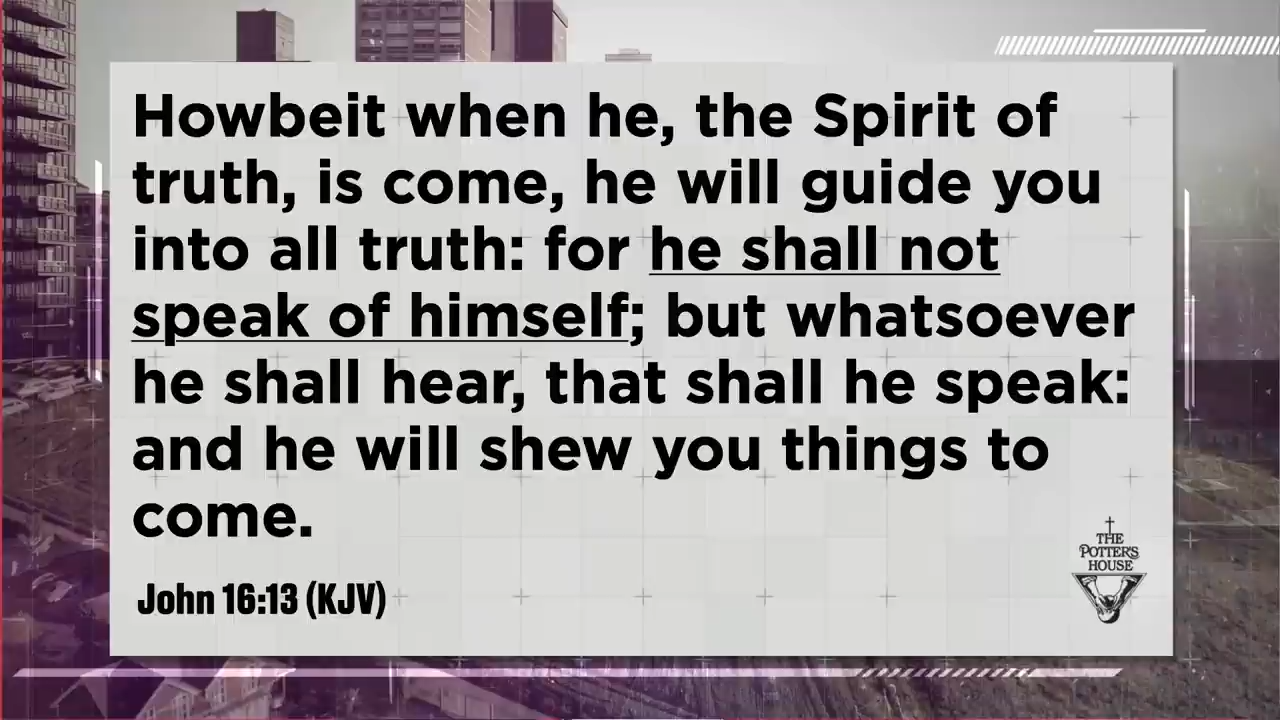 Howbeit when he, the Spirit of
truth, is come, he will guide you
into all truth: for he shall not
speak of himself; but whatsoever
he shall hear, that shall he speak:
and he will shew you things to
come.
John 16:13 (KJV)
THE
POTTER'S
HOUSE